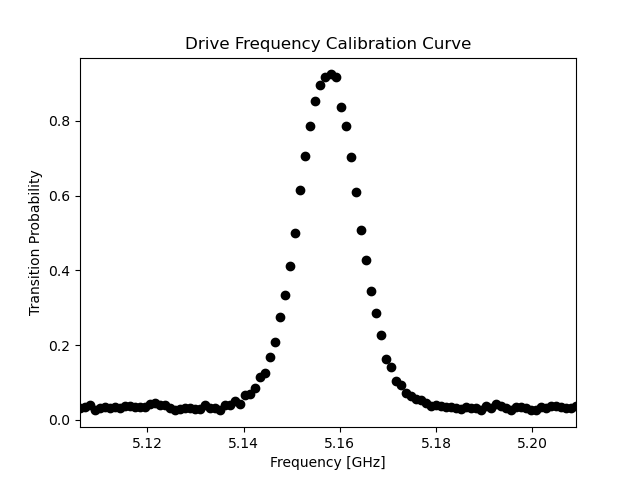 Drive Frequency Calibration Curve
Transition Probability
0.8
0.6
0.4
0.2
0.0
5.12 5.14 5.16 5.18 5.20
Frequency [GHz]